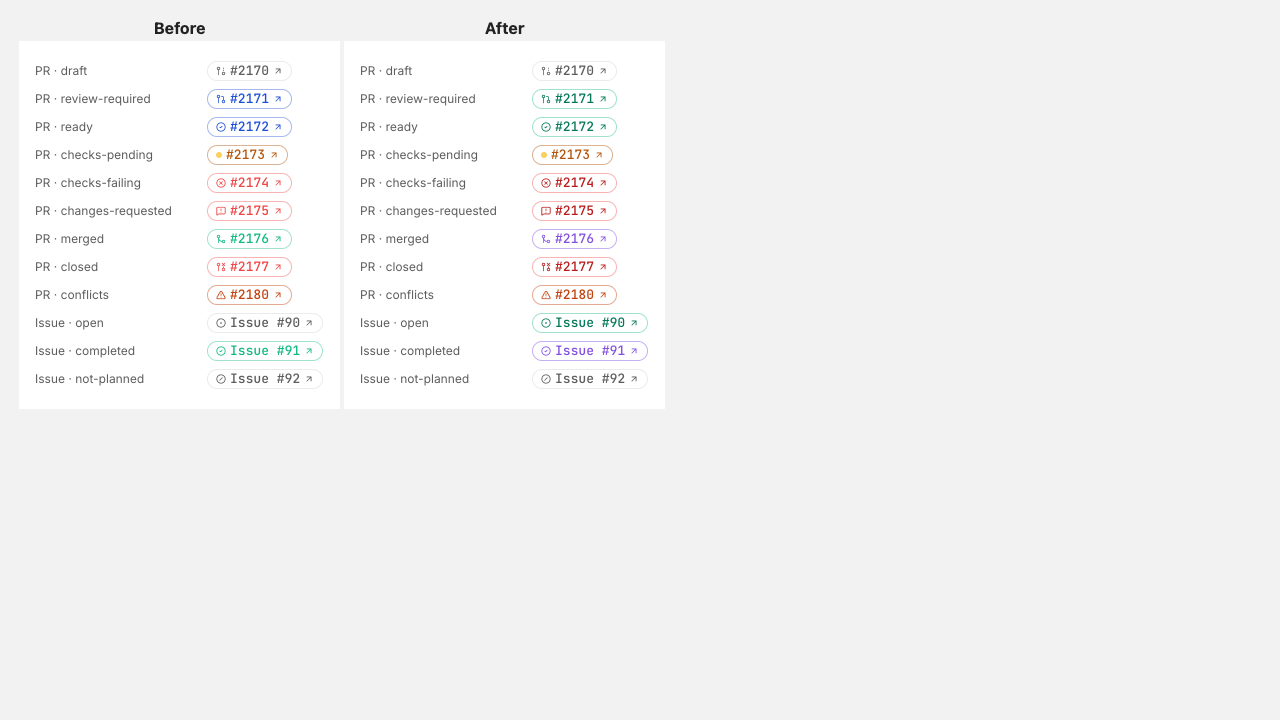 Before
After
PR · draft #2170
PR · review-required #2171
PR · ready #2172
PR · checks-pending #2173
PR · checks-failing #2174
PR · changes-requested #2175
PR · merged #2176
PR · closed #2177
PR · conflicts #2180
Issue · open Issue #90
Issue · completed Issue #91
Issue · not-planned Issue #92
PR · draft #2170
PR · review-required #2171
PR · ready #2172
PR · checks-pending #2173
PR · checks-failing #2174
PR · changes-requested #2175
PR · merged #2176
PR · closed #2177
PR · conflicts #2180
Issue · open Issue #90
Issue · completed Issue #91
Issue · not-planned Issue #92